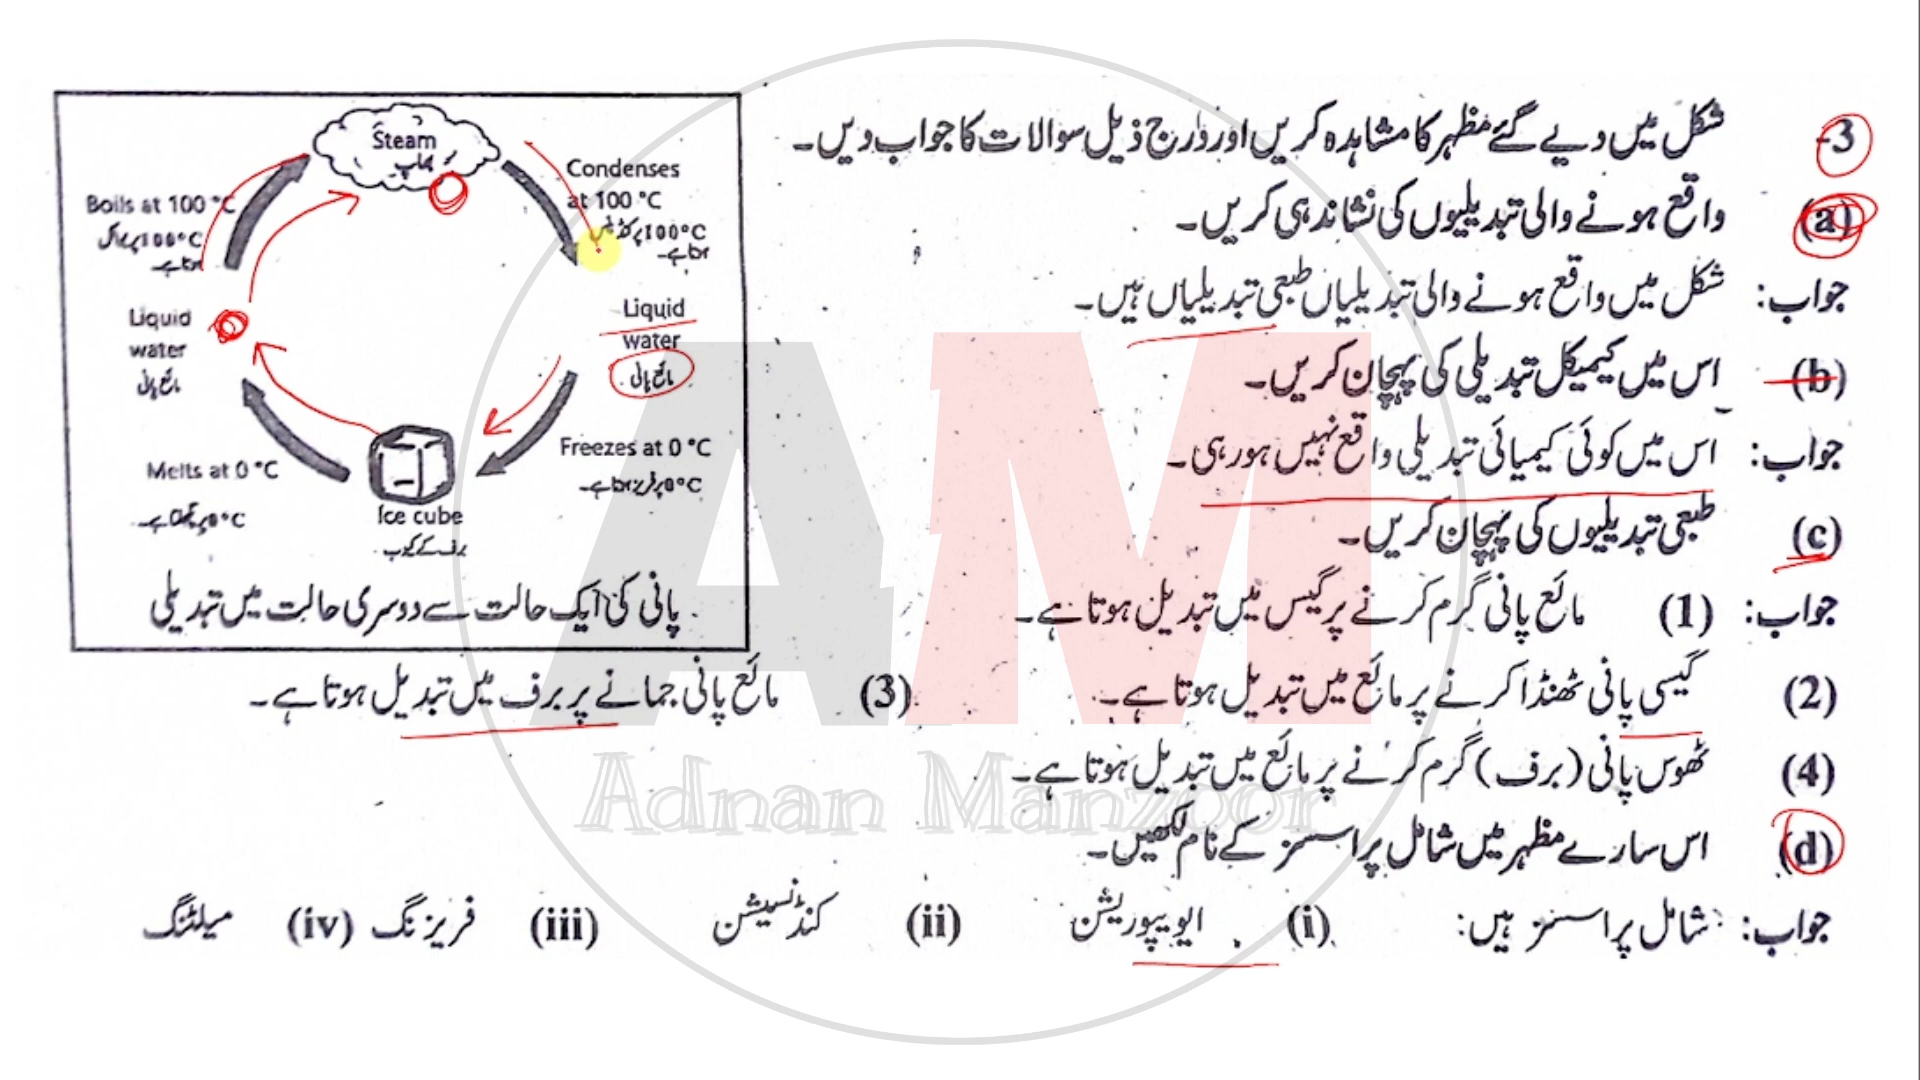 3- شکل میں دیے گئے مظہر کا مشاہدہ کریں اور درج ذیل سوالات کا جواب دیں۔
(a) واقع ہونے والی تبدیلیوں کی نشاندہی کریں۔
جواب: شکل میں واقع ہونے والی تبدیلیاں طبعی تبدیلیاں ہیں۔
(b) اس میں کیمیکل تبدیلی کی پہچان کریں۔
جواب: اس میں کوئی کیمیائی تبدیلی واقع نہیں ہو رہی۔
(c) طبعی تبدیلیوں کی پہچان کریں۔
جواب: (1) مائع پانی گرم کرنے پر گیس میں تبدیل ہوتا ہے۔
(2) گیسی پانی ٹھنڈا کرنے پر مائع میں تبدیل ہوتا ہے۔ (3) مائع پانی جمانے پر برف میں تبدیل ہوتا ہے۔
(4) ٹھوس پانی (برف) گرم کرنے پر مائع میں تبدیل ہوتا ہے۔
(d) اس سارے مظہر میں شامل پراسسز کے نام لکھیں۔
جواب: شامل پراسسز ہیں: (i) ایویپوریشن (ii) کنڈنسیشن (iii) فریزنگ (iv) میلٹنگ
Steam
بھاپ
Condenses
at 100 °C
100°C پر
ہے۔
Liquid
water
مائع پانی
Freezes at 0 °C
0°C پر فریز ہوتا ہے۔
Ice cube
برف کے کیوب
Melts at 0 °C
0°C پر
ہے۔
Liquid
water
مائع پانی
Boils at 100 °C
100°C پر بوائل
ہوتا ہے۔
پانی کی ایک حالت سے دوسری حالت میں تبدیلی
AM
Adnan Manzoor